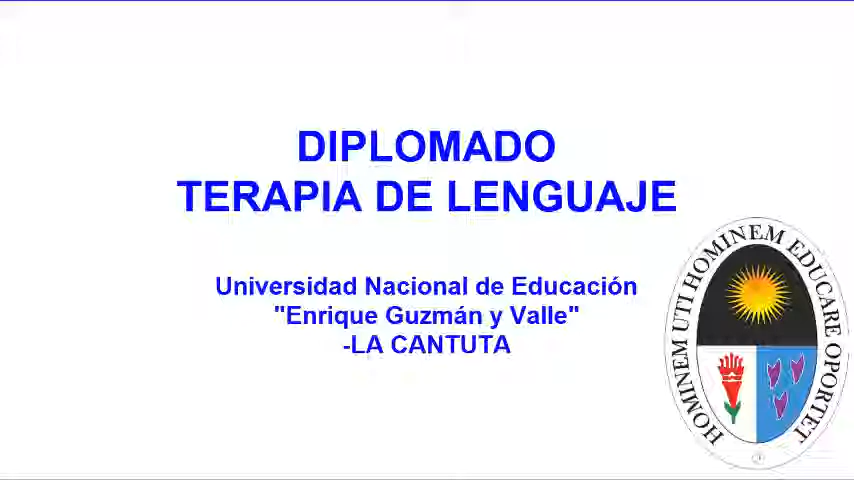 DIPLOMADO
TERAPIA DE LENGUAJE
Universidad Nacional de Educación
"Enrique Guzmán y Valle"
-LA CANTUTA
HOMINEM UTI HOMINEM EDUCARE OPORTET